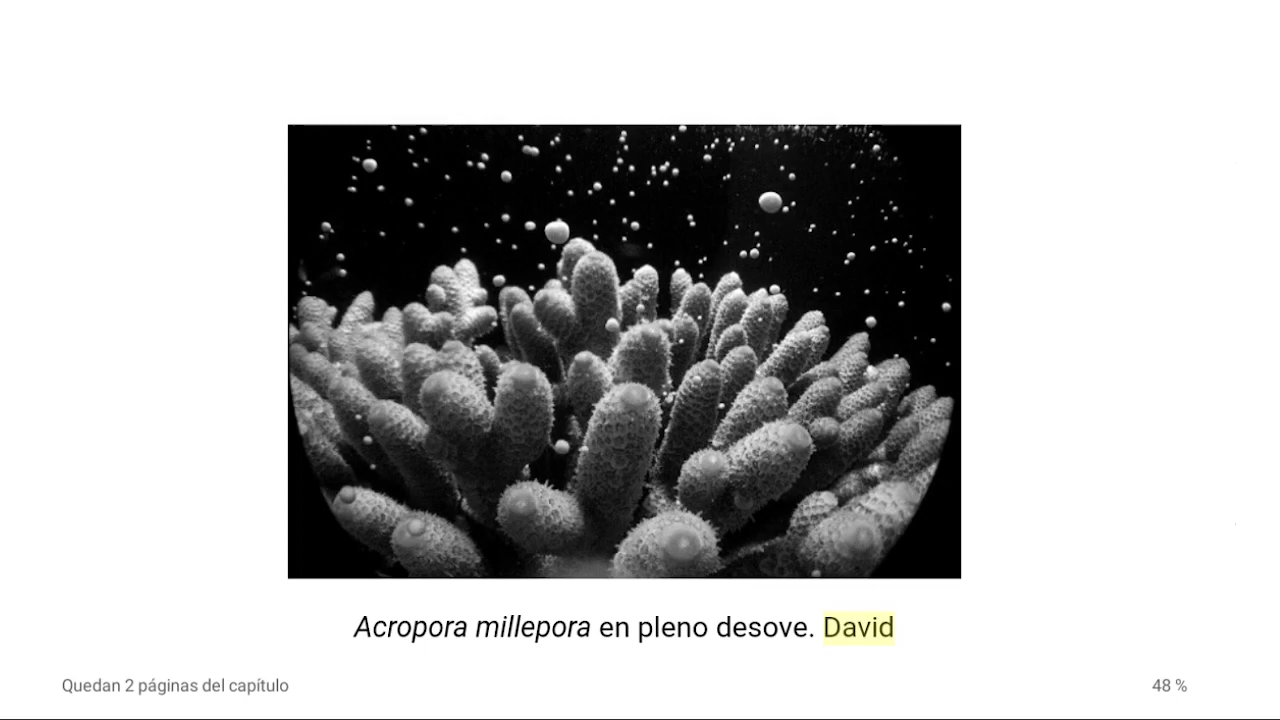 Acropora millepora en pleno desove. David
Quedan 2 páginas del capítulo
48 %